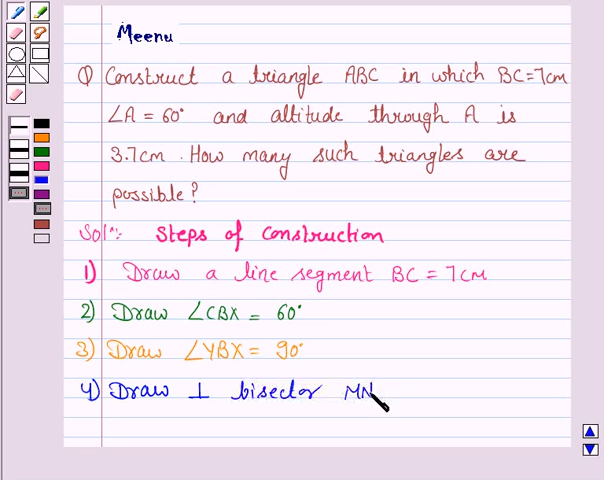 Meenu
Q Construct a triangle ABC in which BC=7cm
∠A = 60° and altitude through A is
3.7cm. How many such triangles are
possible?
Solⁿ: Steps of Construction
1) Draw a line segment BC = 7cm
2) Draw ∠CBX = 60°
3) Draw ∠YBX = 90°
4) Draw ⊥ bisector MN